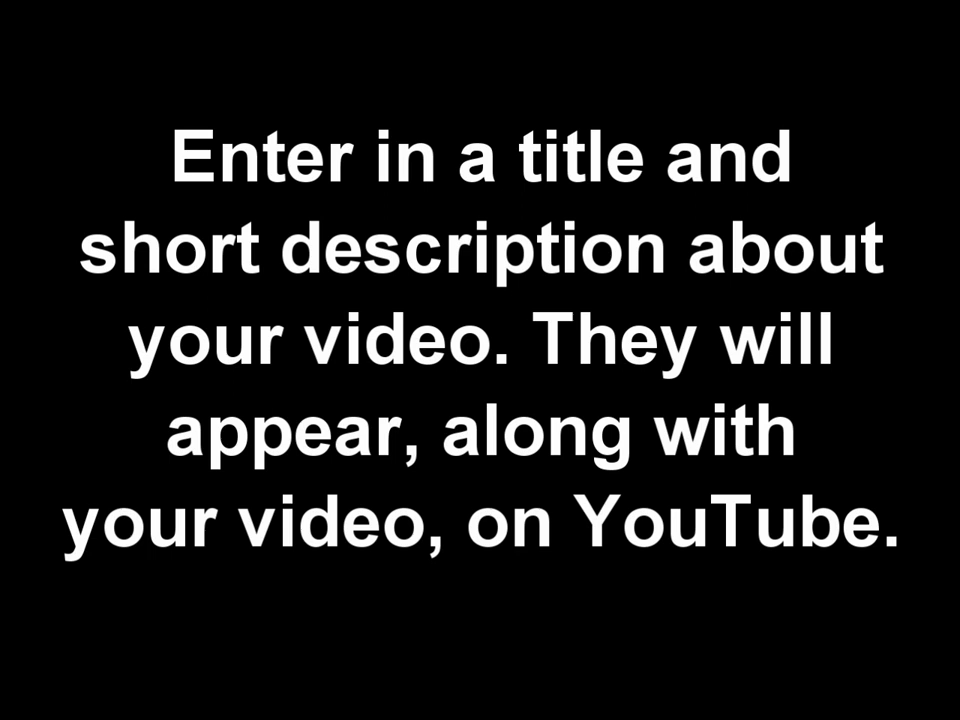 Enter in a title and
short description about
your video. They will
appear, along with
your video, on YouTube.